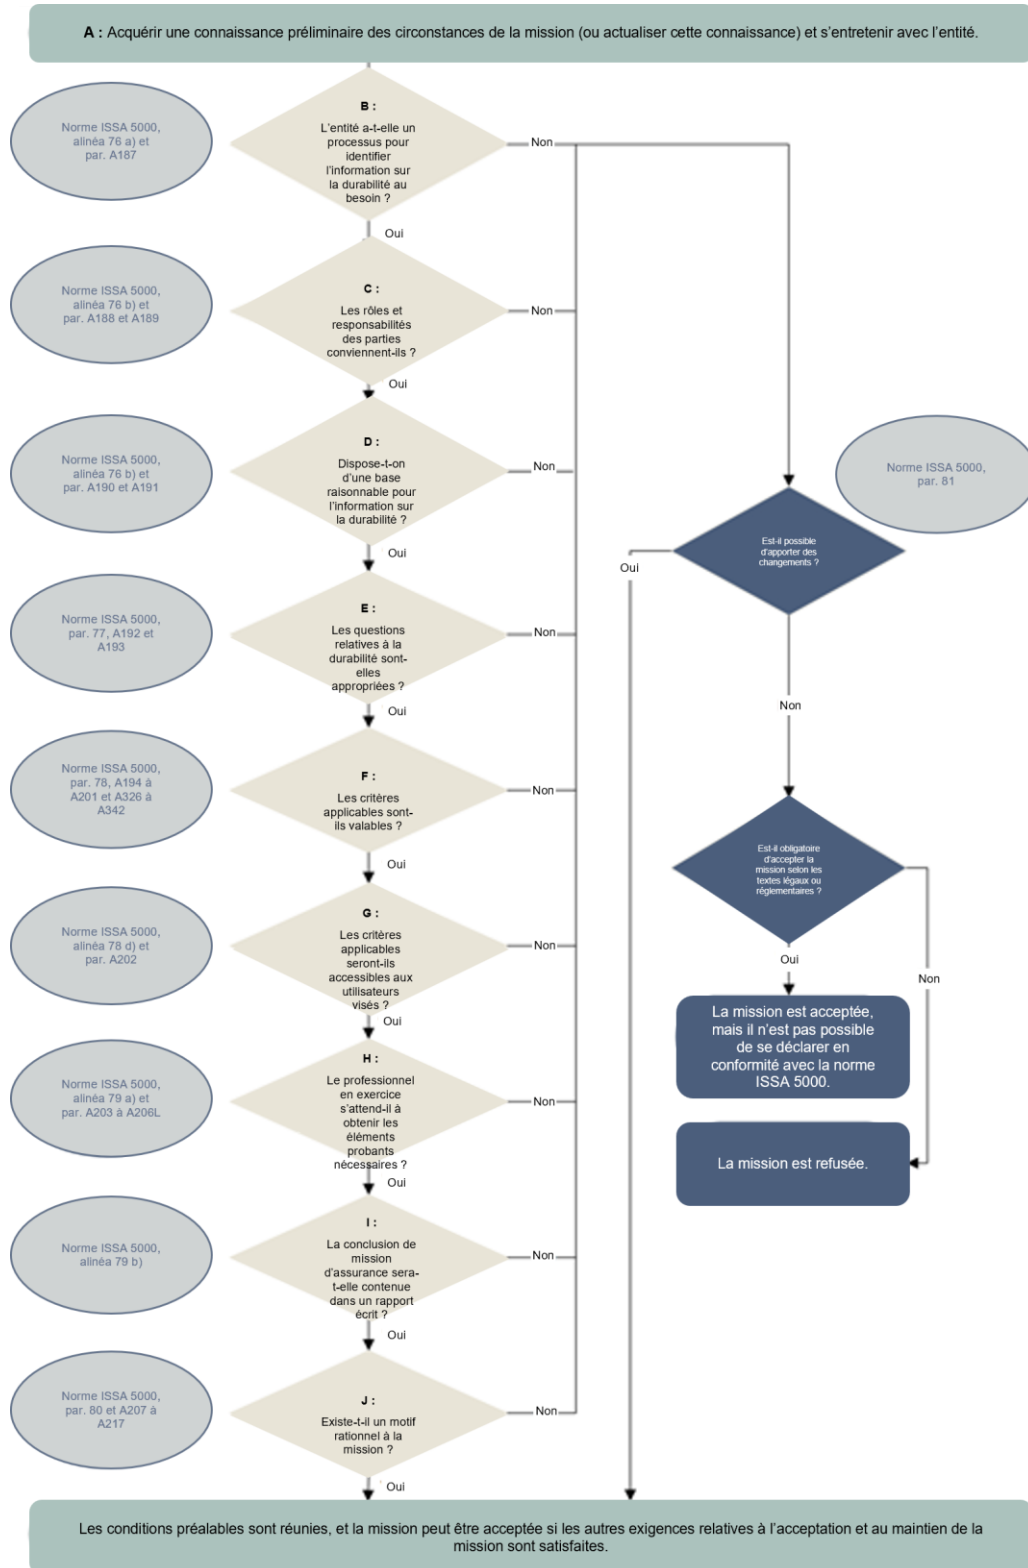 A : Acquérir une connaissance préliminaire des circonstances de la mission (ou actualiser cette connaissance) et s'entretenir avec l'entité.
Norme ISSA 5000,
alinéa 76 a) et
par. A187
B :
L'entité a-t-elle un
processus pour
identifier
l'information sur
la durabilité au
besoin ?
Non
Oui
Norme ISSA 5000,
alinéa 76 b) et
par. A188 et A189
C :
Les rôles et
responsabilités
des parties
conviennent-ils ?
Non
Oui
Norme ISSA 5000,
alinéa 76 b) et
par. A190 et A191
D :
Dispose-t-on
d'une base
raisonnable pour
l'information sur
la durabilité ?
Non
Oui
Norme ISSA 5000,
par. 77, A192 et
A193
E :
Les questions
relatives à la
durabilité sont-
elles
appropriées ?
Non
Oui
Norme ISSA 5000,
par. 78, A194 à
A201 et A326 à
A342
F :
Les critères
applicables sont-
ils valables ?
Non
Oui
Norme ISSA 5000,
alinéa 78 d) et
par. A202
G :
Les critères
applicables
seront-ils
accessibles aux
utilisateurs
visés ?
Non
Oui
Norme ISSA 5000,
alinéa 79 a) et
par. A203 à A206L
H :
Le professionnel
en exercice
s'attend-il à
obtenir les
éléments
probants
nécessaires ?
Non
Oui
Norme ISSA 5000,
alinéa 79 b)
I :
La conclusion de
mission
d'assurance sera-
t-elle contenue
dans un rapport
écrit ?
Non
Oui
Norme ISSA 5000,
par. 80 et A207 à
A217
J :
Existe-t-il un motif
rationnel à la
mission ?
Non
Oui
Norme ISSA 5000,
par. 81
Est-il possible
d'apporter des
changements ?
Oui
Non
Est-il obligatoire
d'accepter la
mission selon les
textes légaux ou
réglementaires ?
Oui
Non
La mission est acceptée,
mais il n'est pas possible
de se déclarer en
conformité avec la norme
ISSA 5000.
La mission est refusée.
Les conditions préalables sont réunies, et la mission peut être acceptée si les autres exigences relatives à l'acceptation et au maintien de la
mission sont satisfaites.